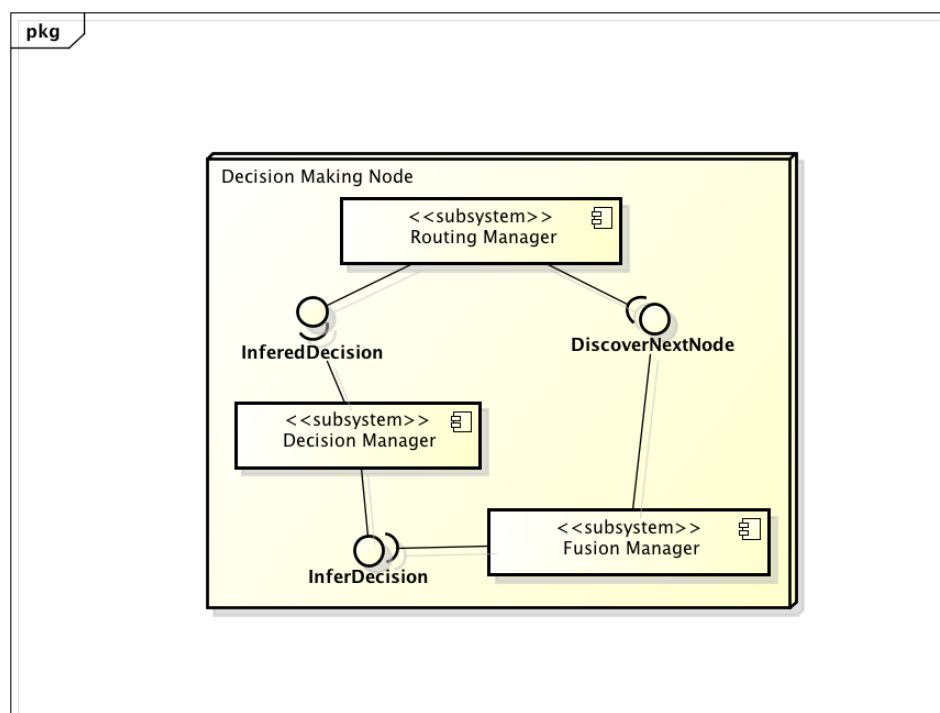 pkg
Decision Making Node
<<subsystem>>
Routing Manager
InferedDecision
DiscoverNextNode
<<subsystem>>
Decision Manager
<<subsystem>>
Fusion Manager
InferDecision